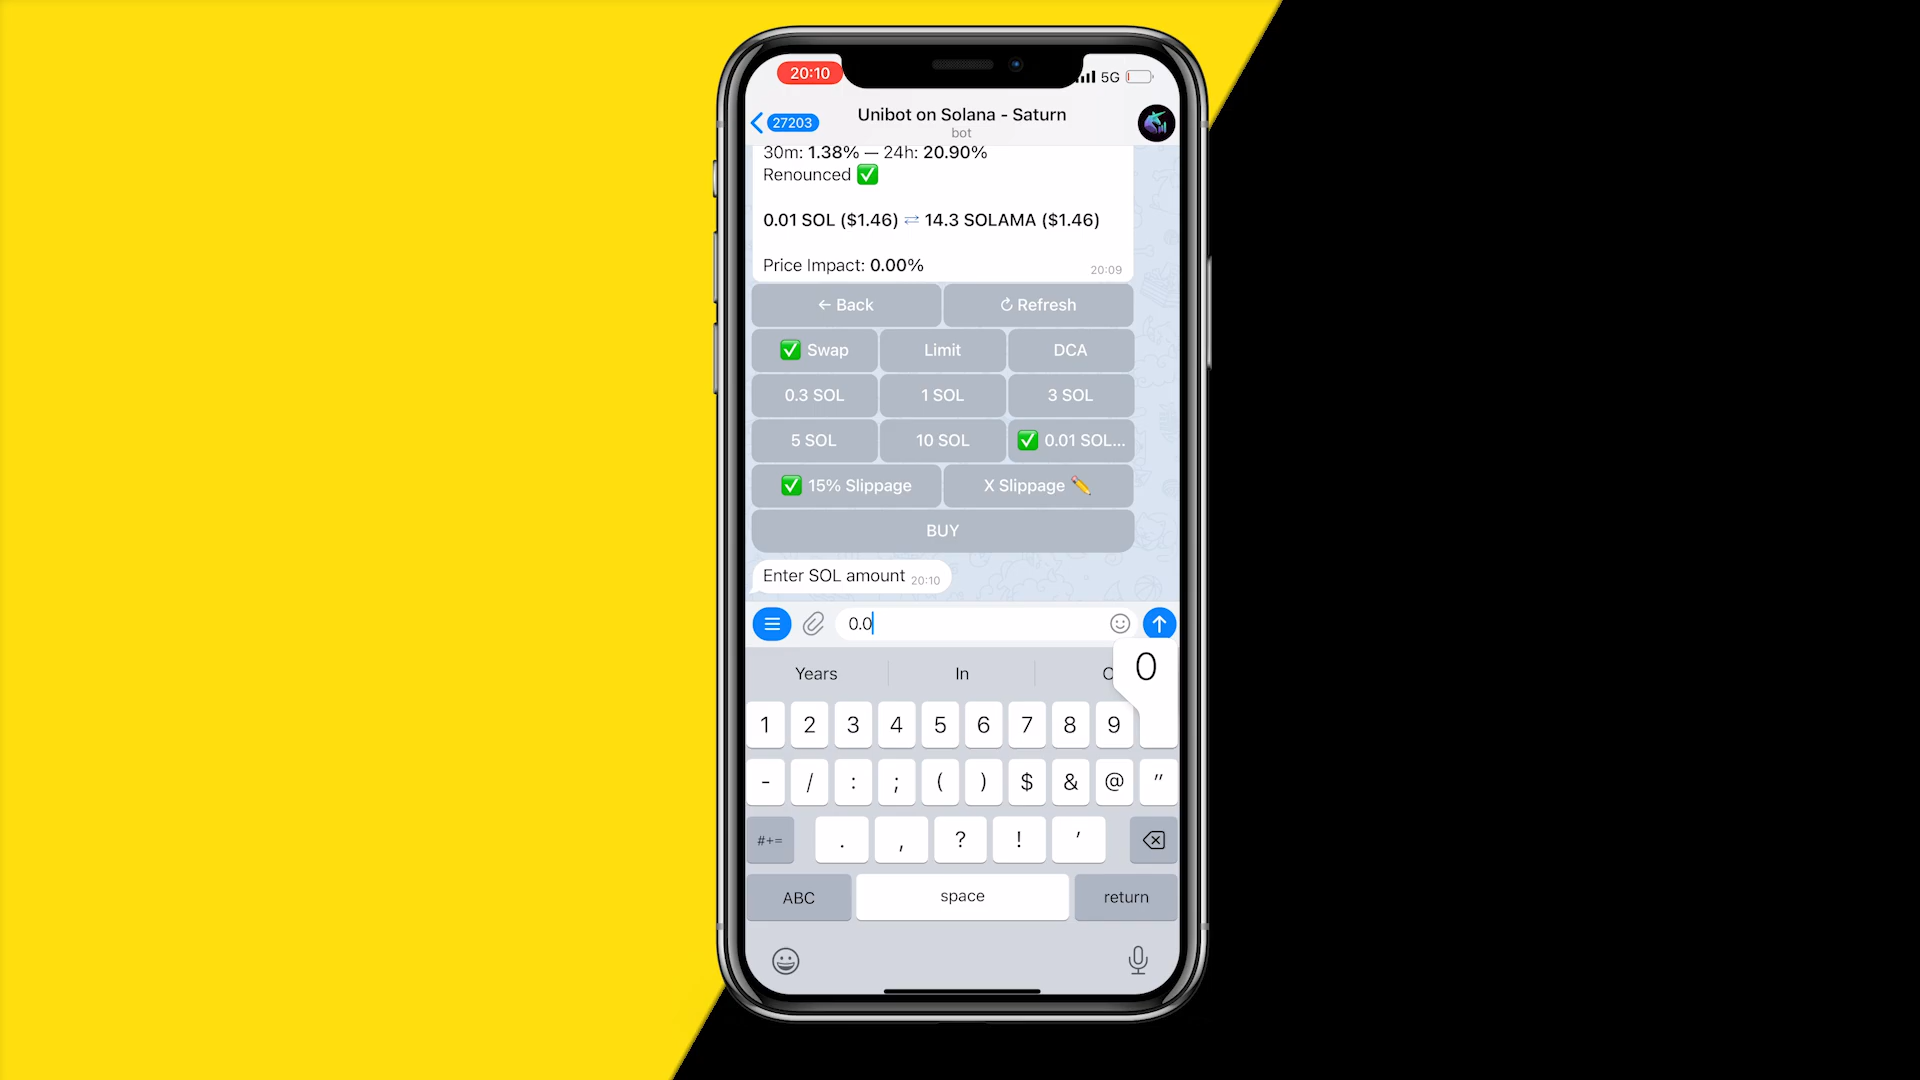 20:10
5G
27203
Unibot on Solana - Saturn
bot
30m: 1.38% — 24h: 20.90%
Renounced ✅
0.01 SOL ($1.46) ⇄ 14.3 SOLAMA ($1.46)
Price Impact: 0.00%
20:09
← Back
↻ Refresh
✅ Swap
Limit
DCA
0.3 SOL
1 SOL
3 SOL
5 SOL
10 SOL
✅ 0.01 SOL...
✅ 15% Slippage
X Slippage ✏️
BUY
Enter SOL amount 20:10
0.0
Years
In
0
1 2 3 4 5 6 7 8 9
- / : ; ( ) $ & @ "
#+= . , ? ! '
ABC
space
return